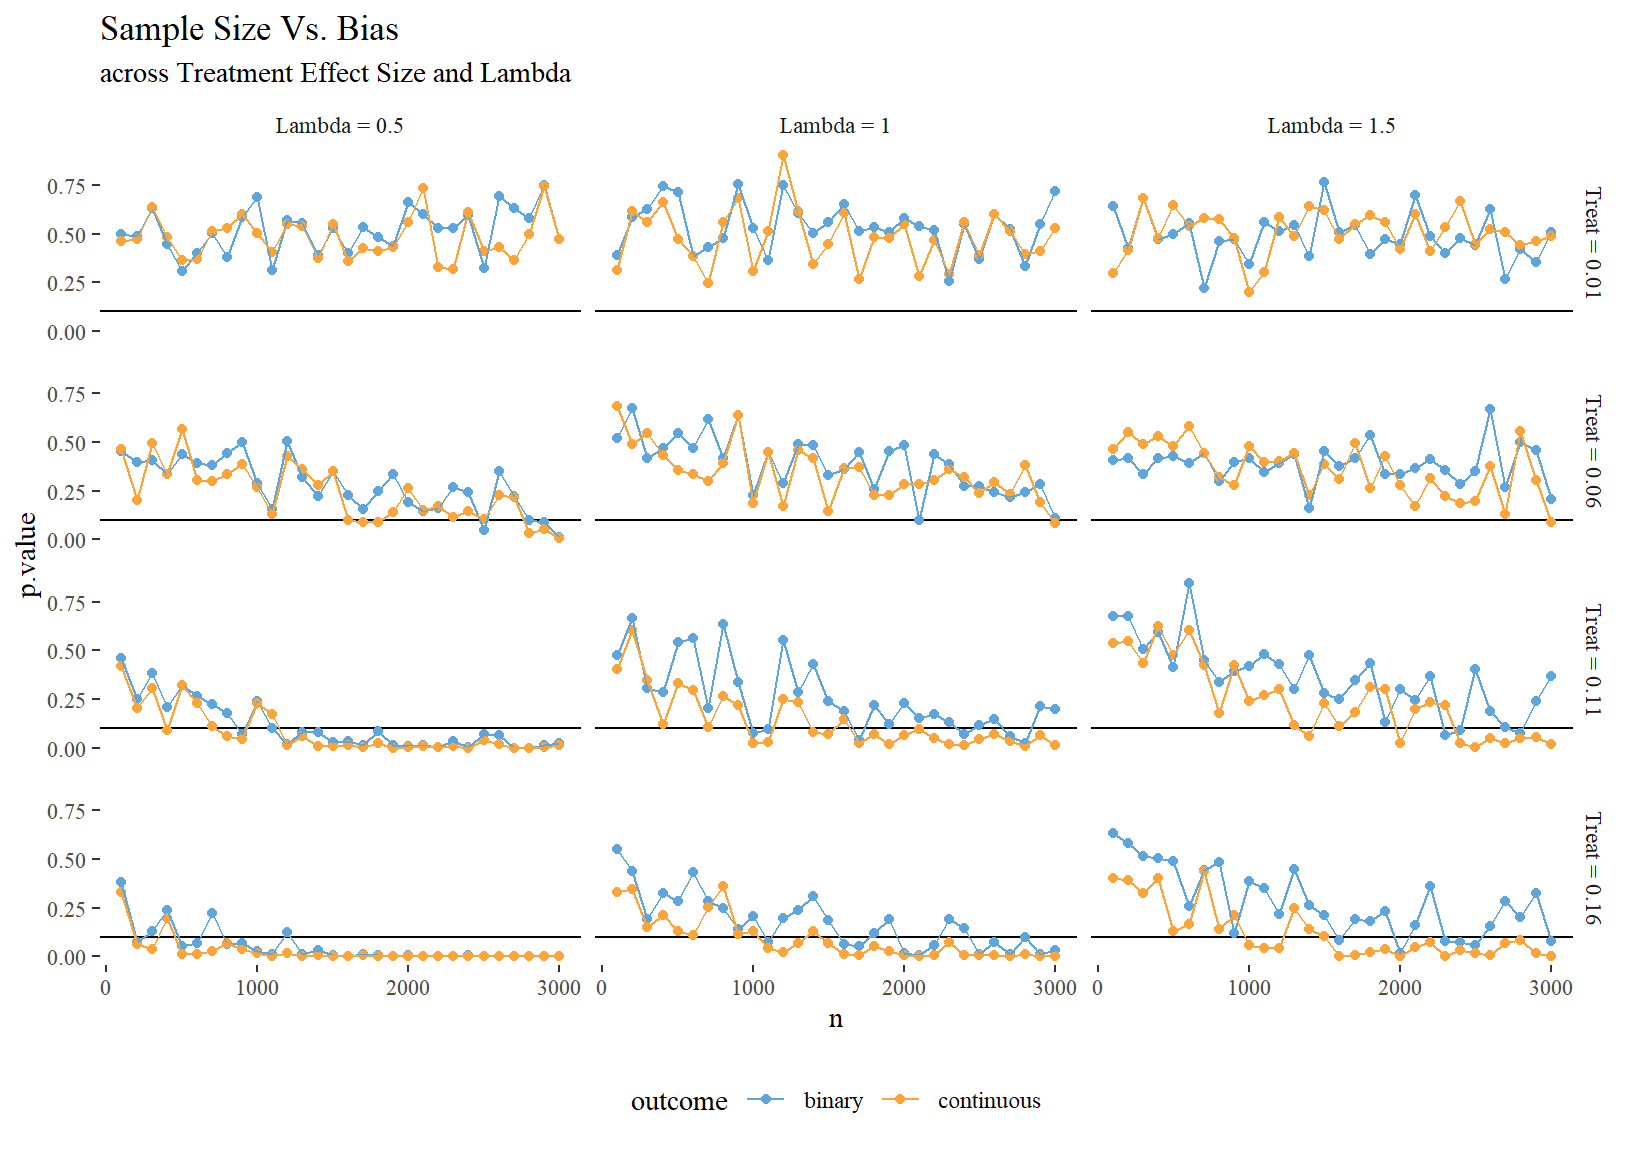 Sample Size Vs. Bias
across Treatment Effect Size and Lambda
Lambda = 0.5
Lambda = 1
Lambda = 1.5
p.value
0.75
0.50
0.25
0.00
Treat = 0.01
0.75
0.50
0.25
0.00
Treat = 0.06
0.75
0.50
0.25
0.00
Treat = 0.11
0.75
0.50
0.25
0.00
Treat = 0.16
0 1000 2000 3000
0 1000 2000 3000
0 1000 2000 3000
n
outcome binary continuous